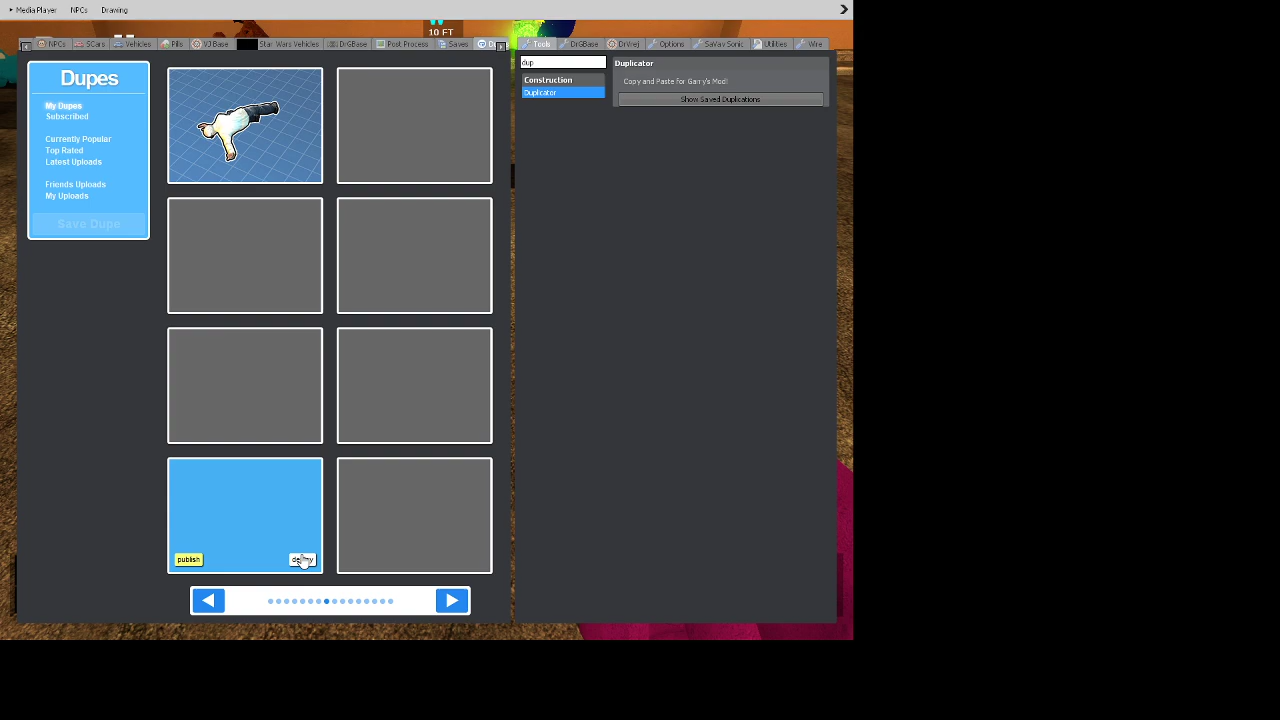 Media Player NPCs Drawing
10 FT
NPCs SCars Vehicles Pills VJ Base Star Wars Vehicles DrGBase Post Process Saves
Tools DrGBase DrVrej Options SaVav Sonic Utilities Wire
Dupes
My Dupes
Subscribed
Currently Popular
Top Rated
Latest Uploads
Friends Uploads
My Uploads
Save Dupe
publish
dup
Construction
Duplicator
Duplicator
Copy and Paste for Garry's Mod!
Show Saved Duplications